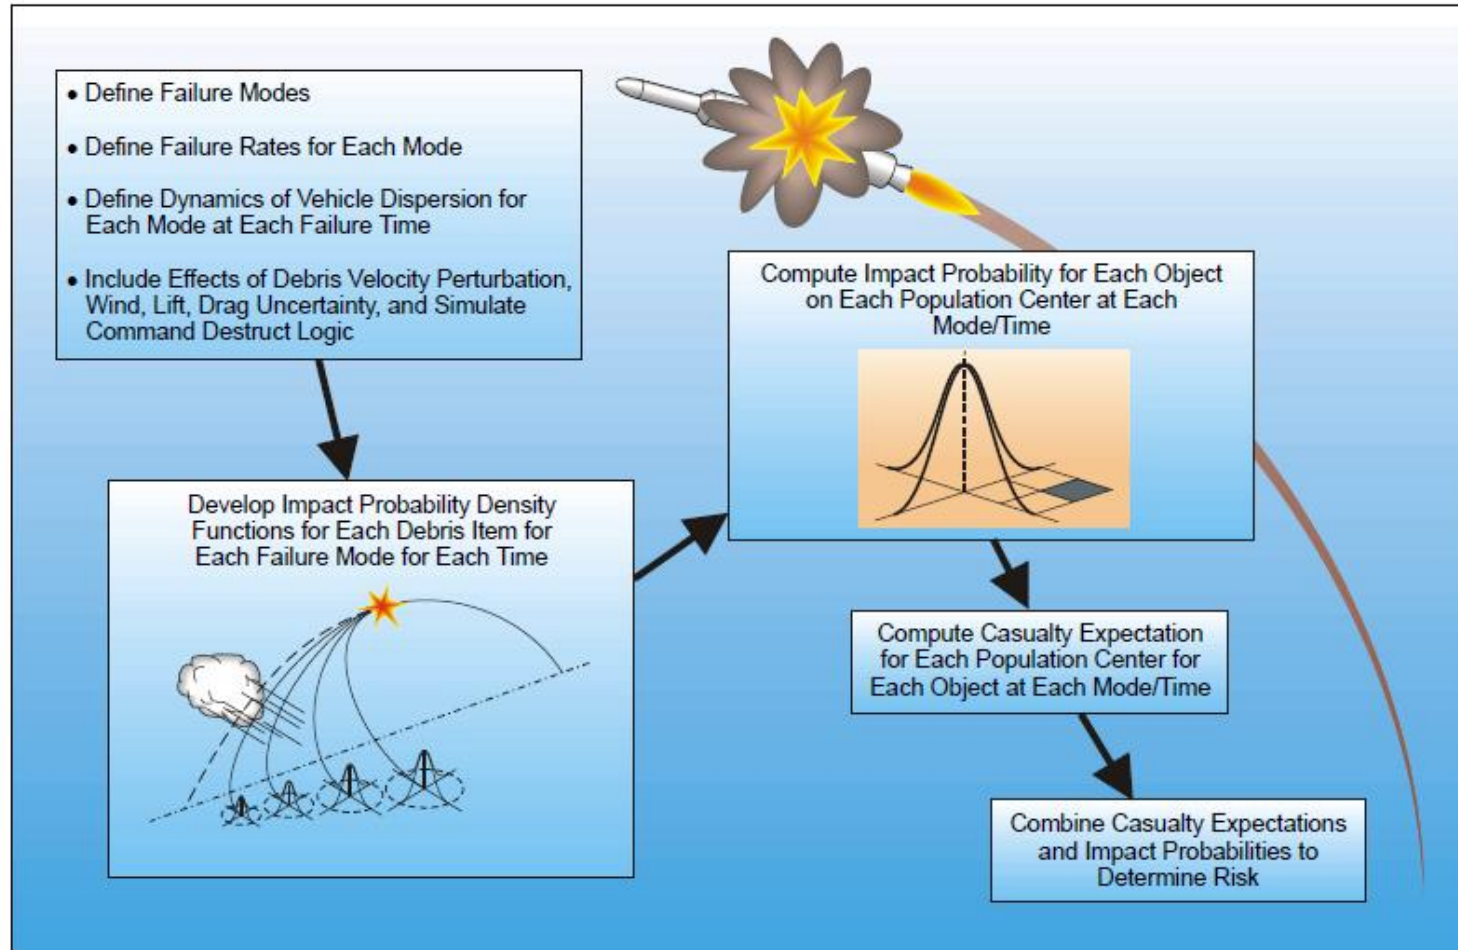 • Define Failure Modes
• Define Failure Rates for Each Mode
• Define Dynamics of Vehicle Dispersion for
Each Mode at Each Failure Time
• Include Effects of Debris Velocity Perturbation,
Wind, Lift, Drag Uncertainty, and Simulate
Command Destruct Logic
Develop Impact Probability Density
Functions for Each Debris Item for
Each Failure Mode for Each Time
Compute Impact Probability for Each Object
on Each Population Center at Each
Mode/Time
Compute Casualty Expectation
for Each Population Center for
Each Object at Each Mode/Time
Combine Casualty Expectations
and Impact Probabilities to
Determine Risk